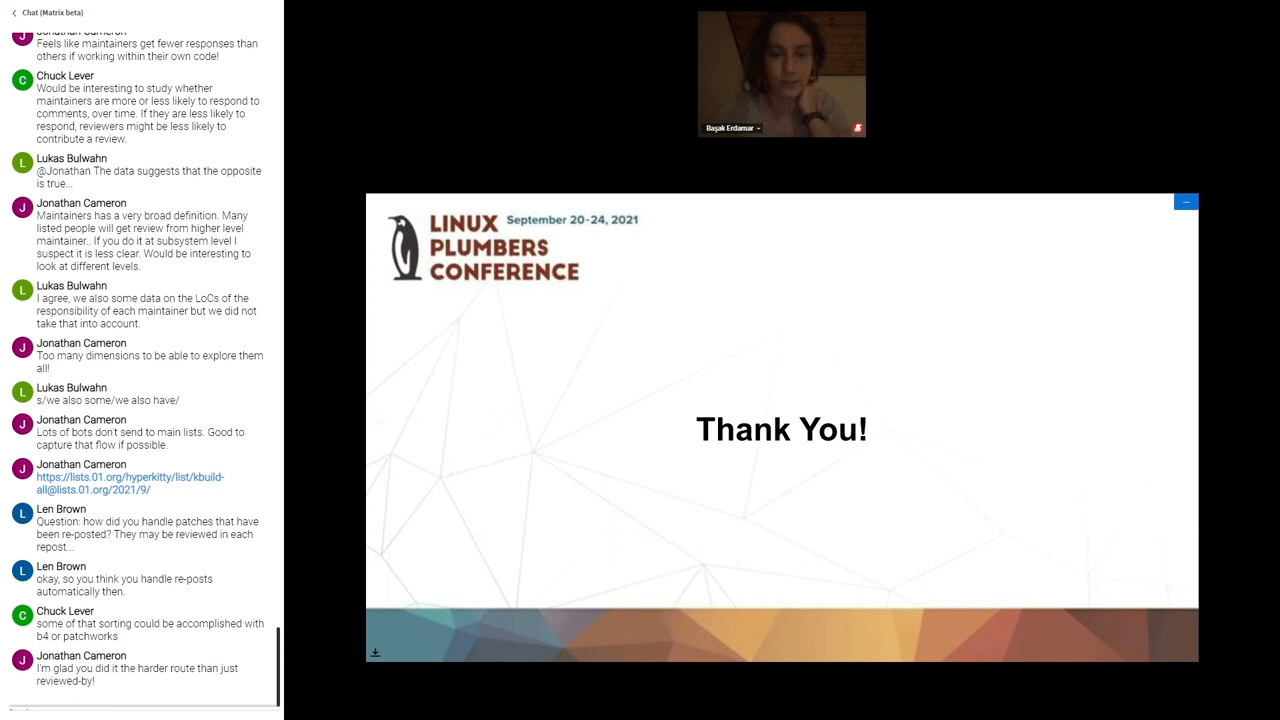 Chat (Matrix beta)
Jonathan Cameron
Feels like maintainers get fewer responses than
others if working within their own code!
C
Chuck Lever
Would be interesting to study whether
maintainers are more or less likely to respond to
comments, over time. If they are less likely to
respond, reviewers might be less likely to
contribute a review.
L
Lukas Bulwahn
@Jonathan The data suggests that the opposite
is true...
J
Jonathan Cameron
Maintainers has a very broad definition. Many
listed people will get review from higher level
maintainer.. If you do it at subsystem level I
suspect it is less clear. Would be interesting to
look at different levels.
L
Lukas Bulwahn
I agree, we also some data on the LoCs of the
responsibility of each maintainer but we did not
take that into account.
J
Jonathan Cameron
Too many dimensions to be able to explore them
all!
L
Lukas Bulwahn
s/we also some/we also have/
J
Jonathan Cameron
Lots of bots don't send to main lists. Good to
capture that flow if possible.
J
Jonathan Cameron
https://lists.01.org/hyperkitty/list/kbuild-
all@lists.01.org/2021/9/
L
Len Brown
Question: how did you handle patches that have
been re-posted? They may be reviewed in each
repost...
L
Len Brown
okay, so you think you handle re-posts
automatically then.
C
Chuck Lever
some of that sorting could be accomplished with
b4 or patchworks
J
Jonathan Cameron
I'm glad you did it the harder route than just
reviewed-by!
Başak Erdamar
LINUX September 20-24, 2021
PLUMBERS
CONFERENCE
Thank You!